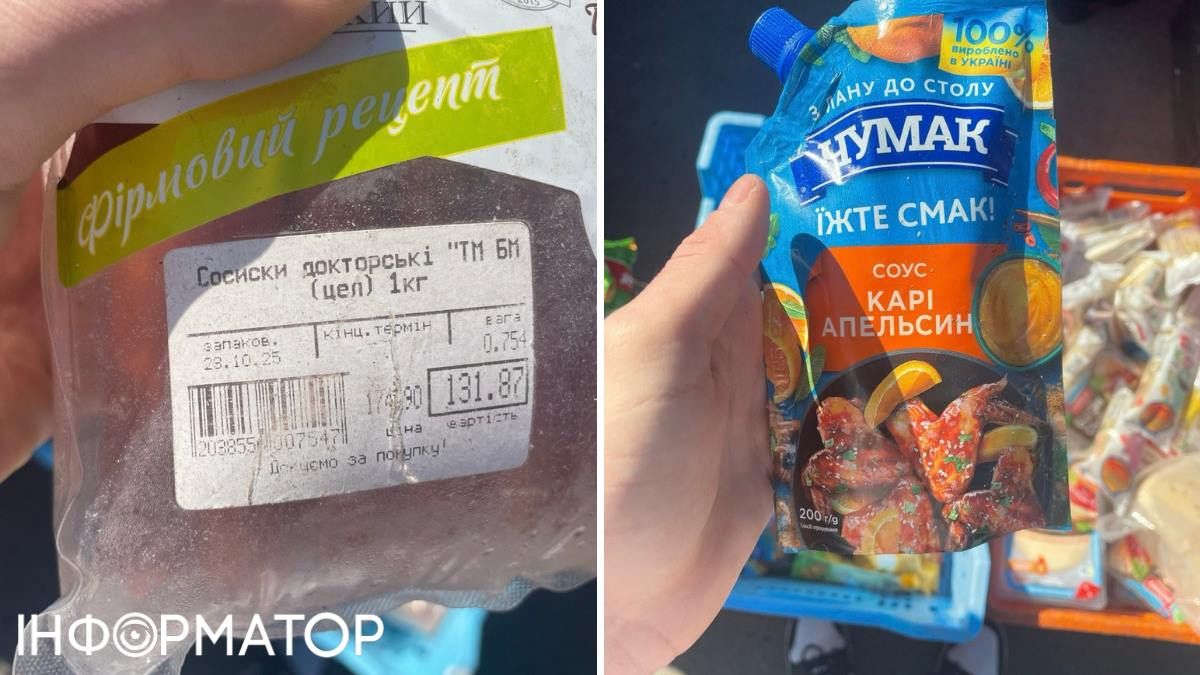 2015
Фірмовий рецепт
Сосиски докторські "ТМ БМ
(цел) 1кг
запаков.
кінц.термін
вага
28.10.25
0.754
131.87
ціна
вартість
Дякуємо за покупку!
ІНФОРМАТОР
100%
вироблено
в УКРАЇНІ
З ЛАНУ ДО СТОЛУ
ЧУМАК
ЇЖТЕ СМАК!
СОУС
КАРІ
АПЕЛЬСИН
200 г/g